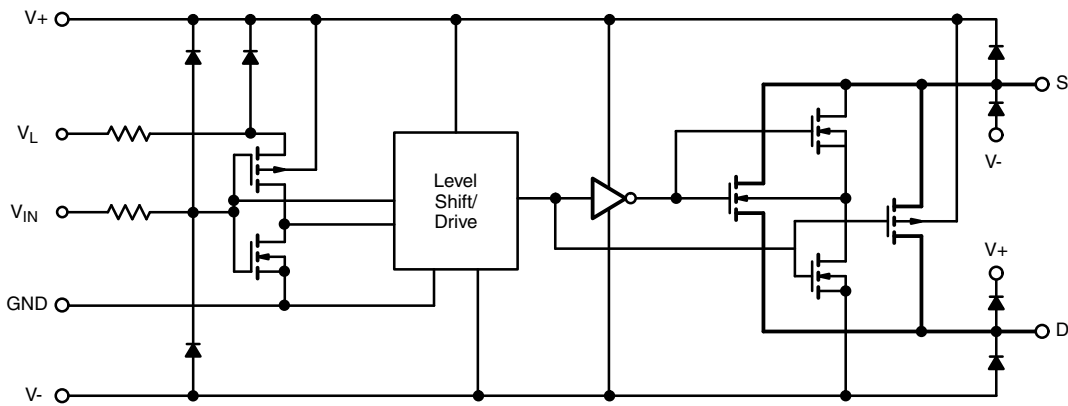 V+
S
V-
VL
Level
Shift/
Drive
VIN
V+
GND
D
V-